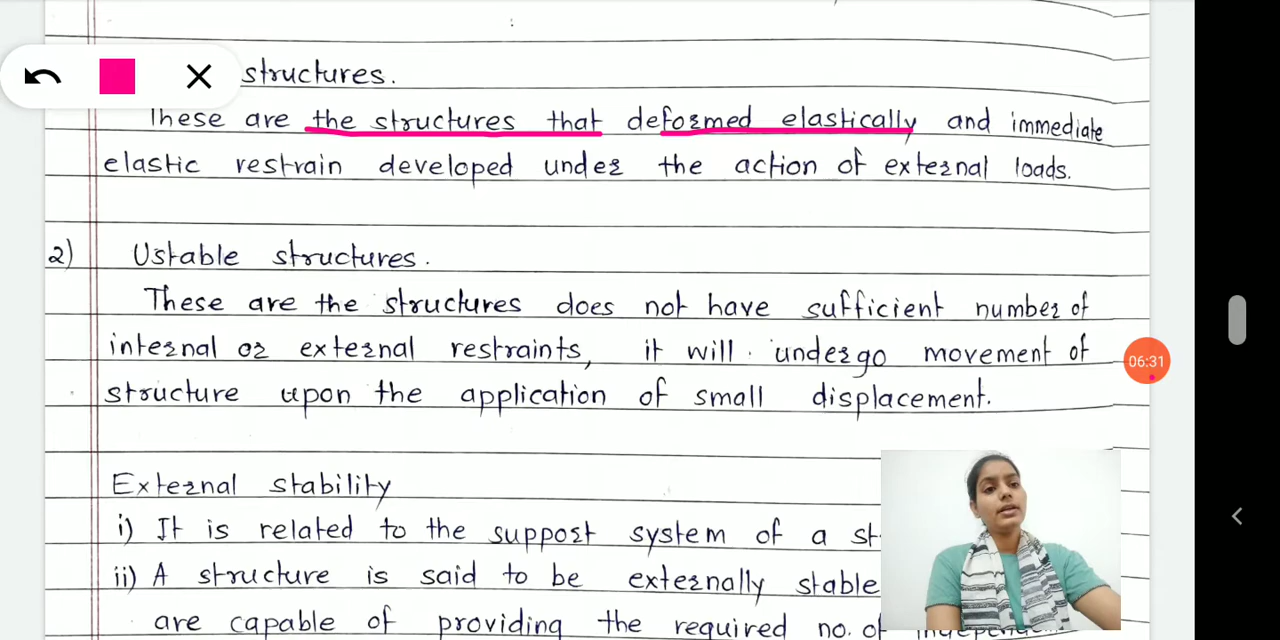 structures.
These are the structures that deformed elastically and immediate
elastic restrain developed under the action of external loads.
2) Ustable structures.
These are the structures does not have sufficient number of
internal or external restraints, it will undergo movement of
structure upon the application of small displacement.
06:31
External stability
i) It is related to the support system of a st
ii) A structure is said to be externally stable
are capable of providing the required no. of